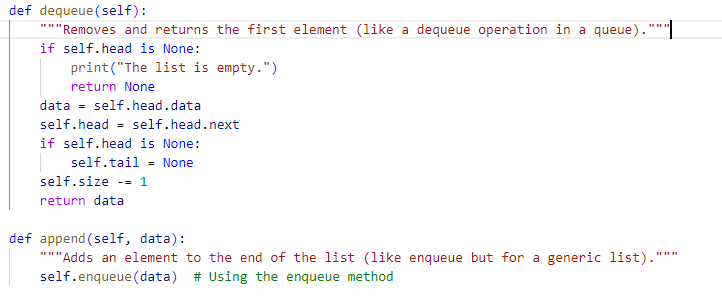 def dequeue(self):
    """Removes and returns the first element (like a dequeue operation in a queue)."""
    if self.head is None:
        print("The list is empty.")
        return None
    data = self.head.data
    self.head = self.head.next
    if self.head is None:
        self.tail = None
    self.size -= 1
    return data

def append(self, data):
    """Adds an element to the end of the list (like enqueue but for a generic list)."""
    self.enqueue(data)  # Using the enqueue method